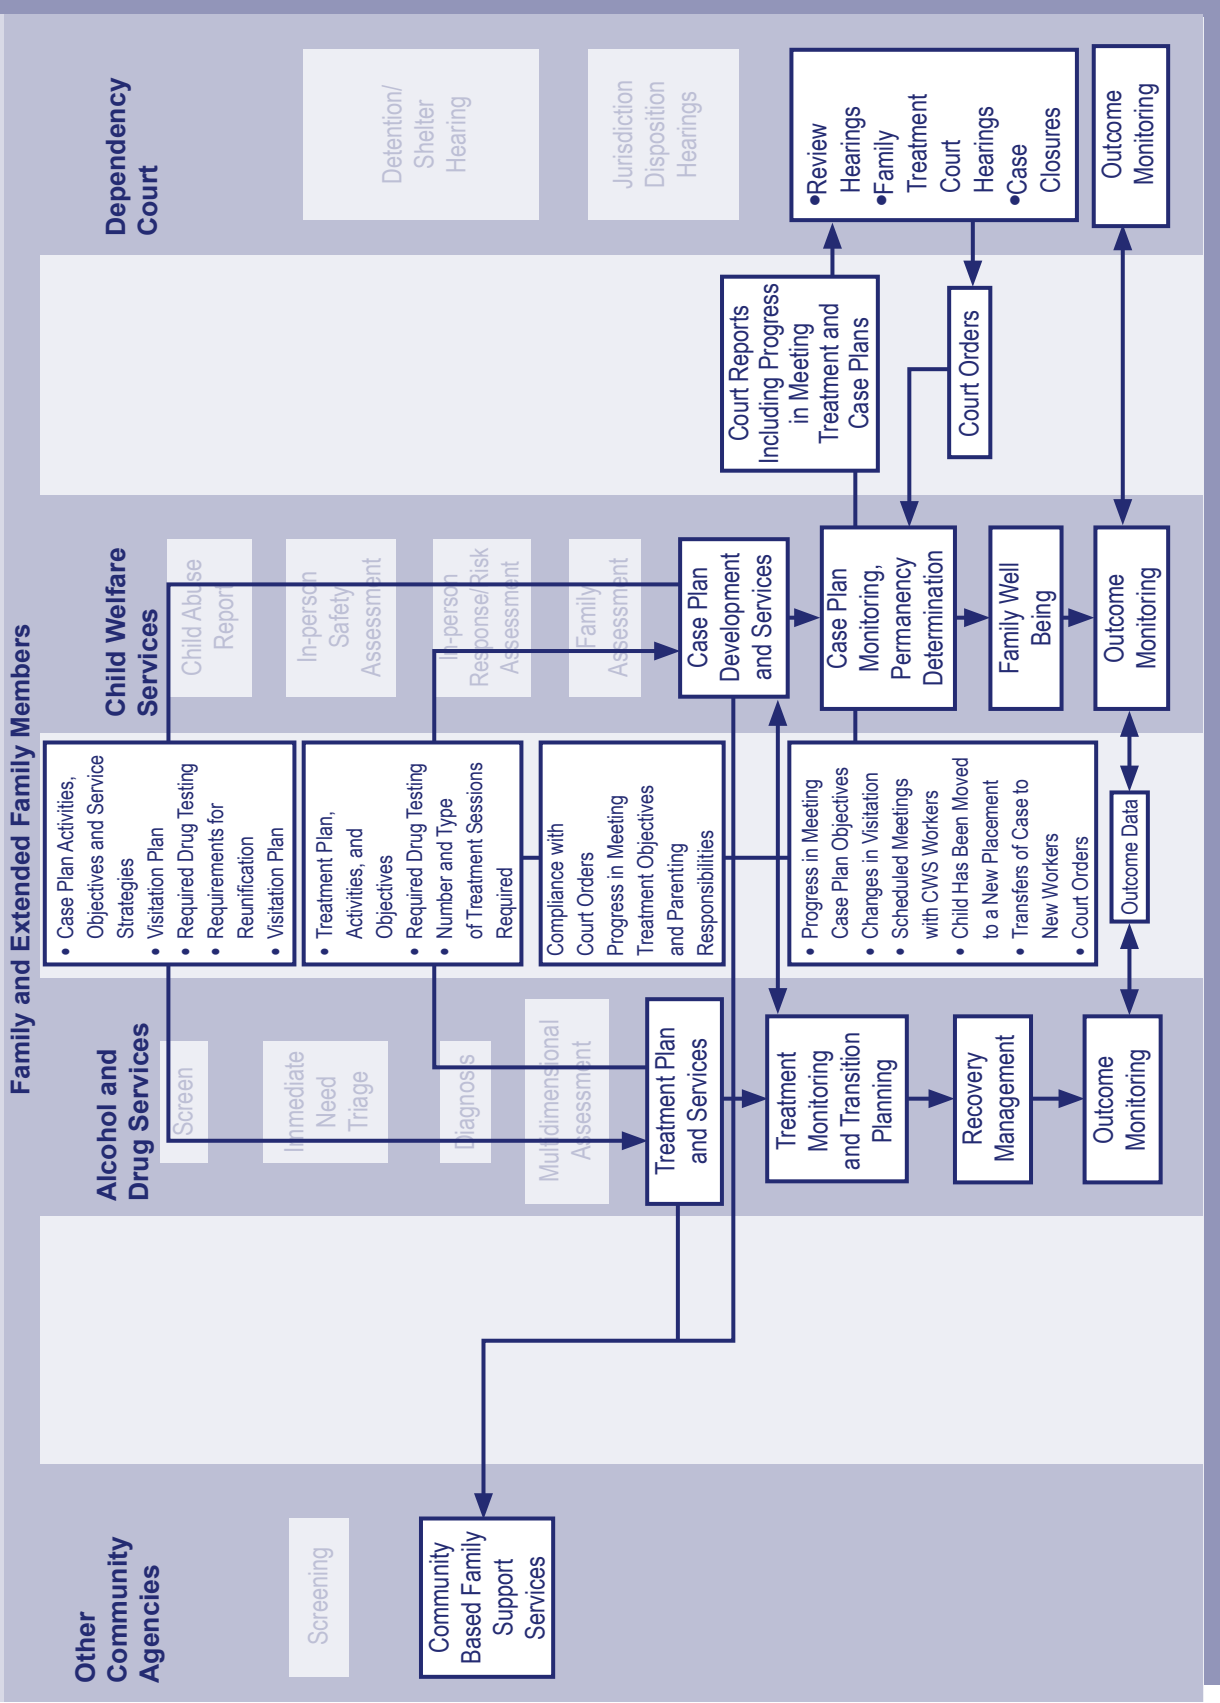 Family and Extended Family Members
Other
Community
Agencies
Alcohol and
Drug Services
Child Welfare
Services
Dependency
Court
Screening
Community
Based Family
Support
Services
Screen
Immediate
Need
Triage
Diagnosis
Multidimensional
Assessment
Treatment Plan
and Services
Treatment
Monitoring
and Transition
Planning
Recovery
Management
Outcome
Monitoring
• Case Plan Activities,
Objectives and Service
Strategies
• Visitation Plan
• Required Drug Testing
• Requirements for
Reunification
• Visitation Plan
• Treatment Plan,
Activities, and
Objectives
• Required Drug Testing
• Number and Type
of Treatment Sessions
Required
Compliance with
Court Orders
Progress in Meeting
Treatment Objectives
and Parenting
Responsibilities
• Progress in Meeting
Case Plan Objectives
• Changes in Visitation
• Scheduled Meetings
with CWS Workers
• Child Has Been Moved
to a New Placement
• Transfers of Case to
New Workers
• Court Orders
Outcome Data
Child Abuse
Report
In-person
Safety
Assessment
In-person
Response/Risk
Assessment
Family
Assessment
Case Plan
Development
and Services
Case Plan
Monitoring,
Permanency
Determination
Family Well
Being
Outcome
Monitoring
Court Reports
Including Progress
in Meeting
Treatment and
Case Plans
Court Orders
Detention/
Shelter
Hearing
Jurisdiction
Disposition
Hearings
•Review
Hearings
•Family
Treatment
Court
Hearings
•Case
Closures
Outcome
Monitoring